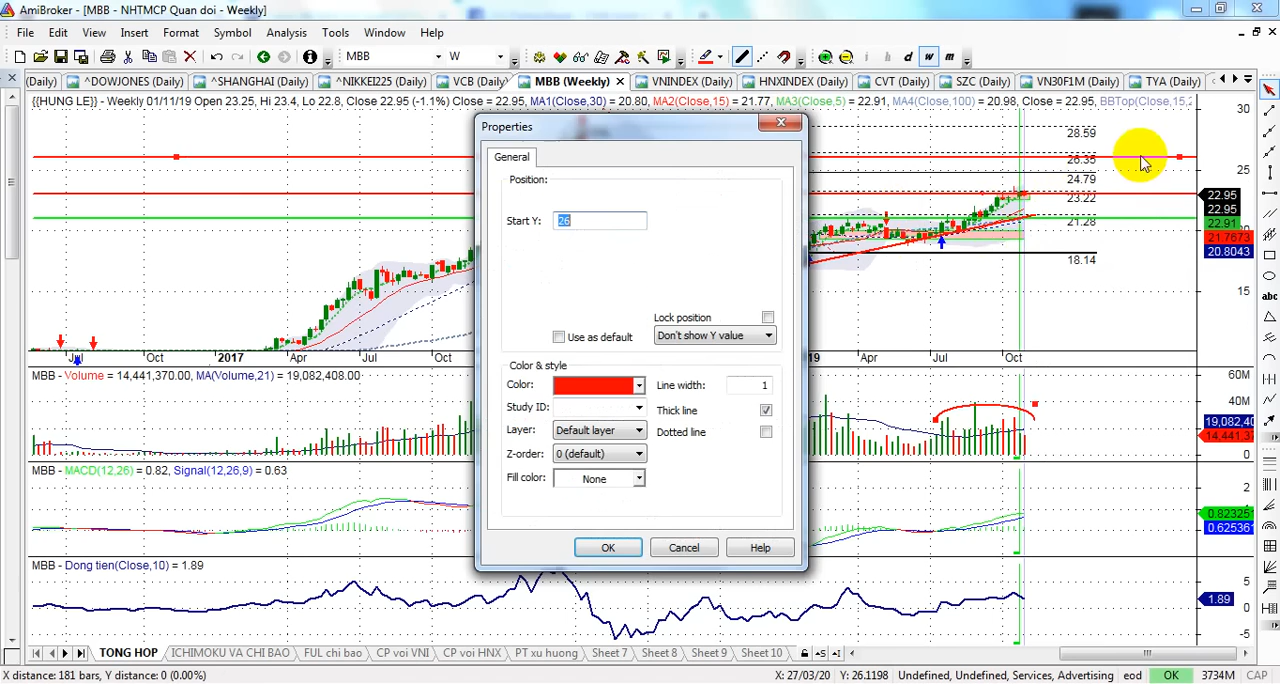 AmiBroker - [MBB - NHTMCP Quan doi - Weekly)]
File Edit View Insert Format Symbol Analysis Tools Window Help
MBB W h d w m
(Daily) ^DOWJONES (Daily) ^SHANGHAI (Daily) ^NIKKEI225 (Daily) VCB (Daily) MBB (Weekly) VNINDEX (Daily) HNXINDEX (Daily) CVT (Daily) SZC (Daily) VN30F1M (Daily) TYA (Daily)
{{HUNG LE}} - Weekly 01/11/19 Open 23.25, Hi 23.4, Lo 22.8, Close 22.95 (-1.1%) Close = 22.95, MA1(Close,30) = 20.80, MA2(Close,15) = 21.77, MA3(Close,5) = 22.91, MA4(Close,100) = 20.98, Close = 22.95, BBTop(Close,15,2
30
28.59
26.35
25
24.79
23.22
22.95
22.95
22.91
21.7673
20.8043
21.28
18.14
15
Jul Oct 2017 Apr Jul Oct 19 Apr Jul Oct
Properties
General
Position:
Start Y: 26
Lock position
Use as default
Don't show Y value
Color & style
Color:
Line width: 1
Study ID:
Thick line
Layer: Default layer
Dotted line
Z-order: 0 (default)
Fill color: None
OK Cancel Help
MBB - Volume = 14,441,370.00, MA(Volume,21) = 19,082,408.00
60M
40M
19,082,40
14,441,37
0
MBB - MACD(12,26) = 0.82, Signal(12,26,9) = 0.63
2
0.823251
0.625361
MBB - Dong tien(Close,10) = 1.89
5
1.89
0
-5
TONG HOP ICHIMOKU VA CHI BAO FUL chi bao CP voi VNI CP voi HNX PT xu huong Sheet 7 Sheet 8 Sheet 9 Sheet 10
X distance: 181 bars, Y distance: 0 (0.00%) X: 27/03/20 Y: 26.1198 Undefined, Undefined, Services, Advertising eod OK 3734M CAP
abc